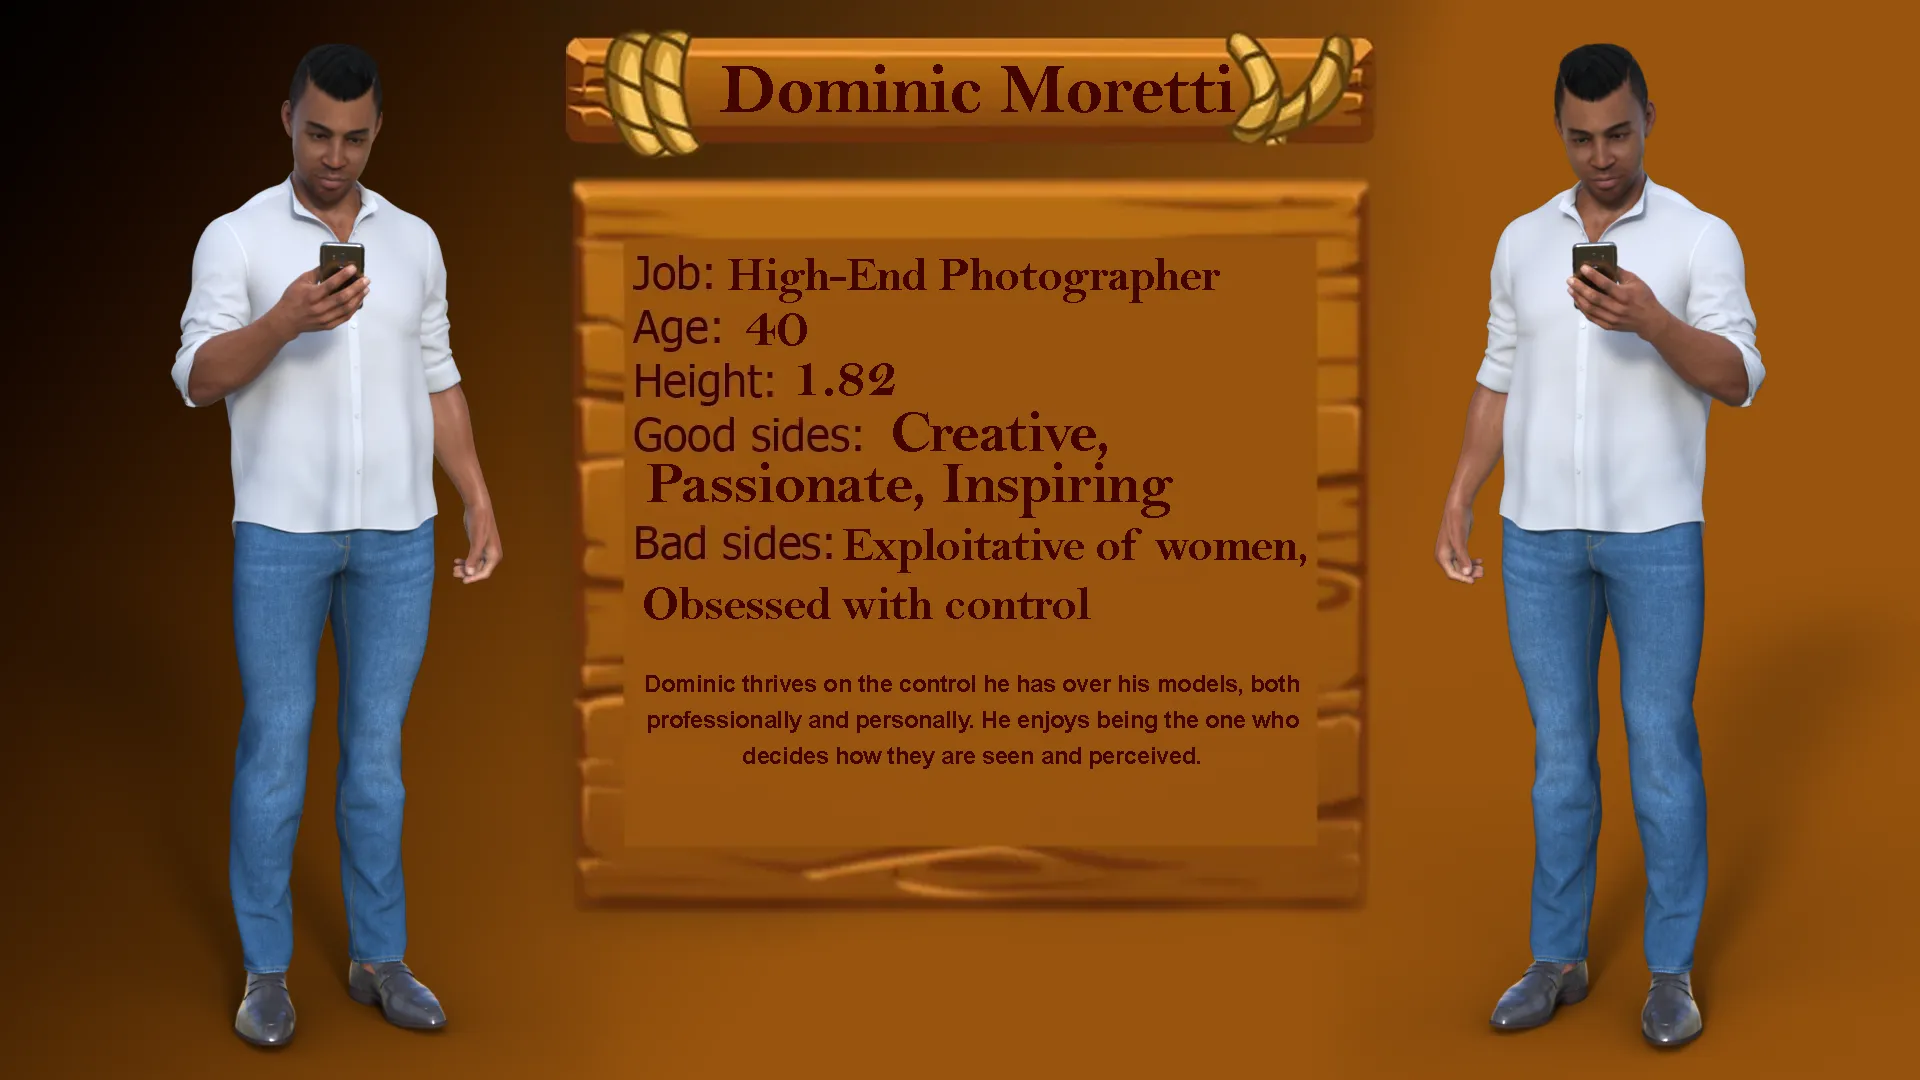 Dominic Moretti
Job: High-End Photographer
Age: 40
Height: 1.82
Good sides: Creative,
Passionate, Inspiring
Bad sides: Exploitative of women,
Obsessed with control
Dominic thrives on the control he has over his models, both
professionally and personally. He enjoys being the one who
decides how they are seen and perceived.